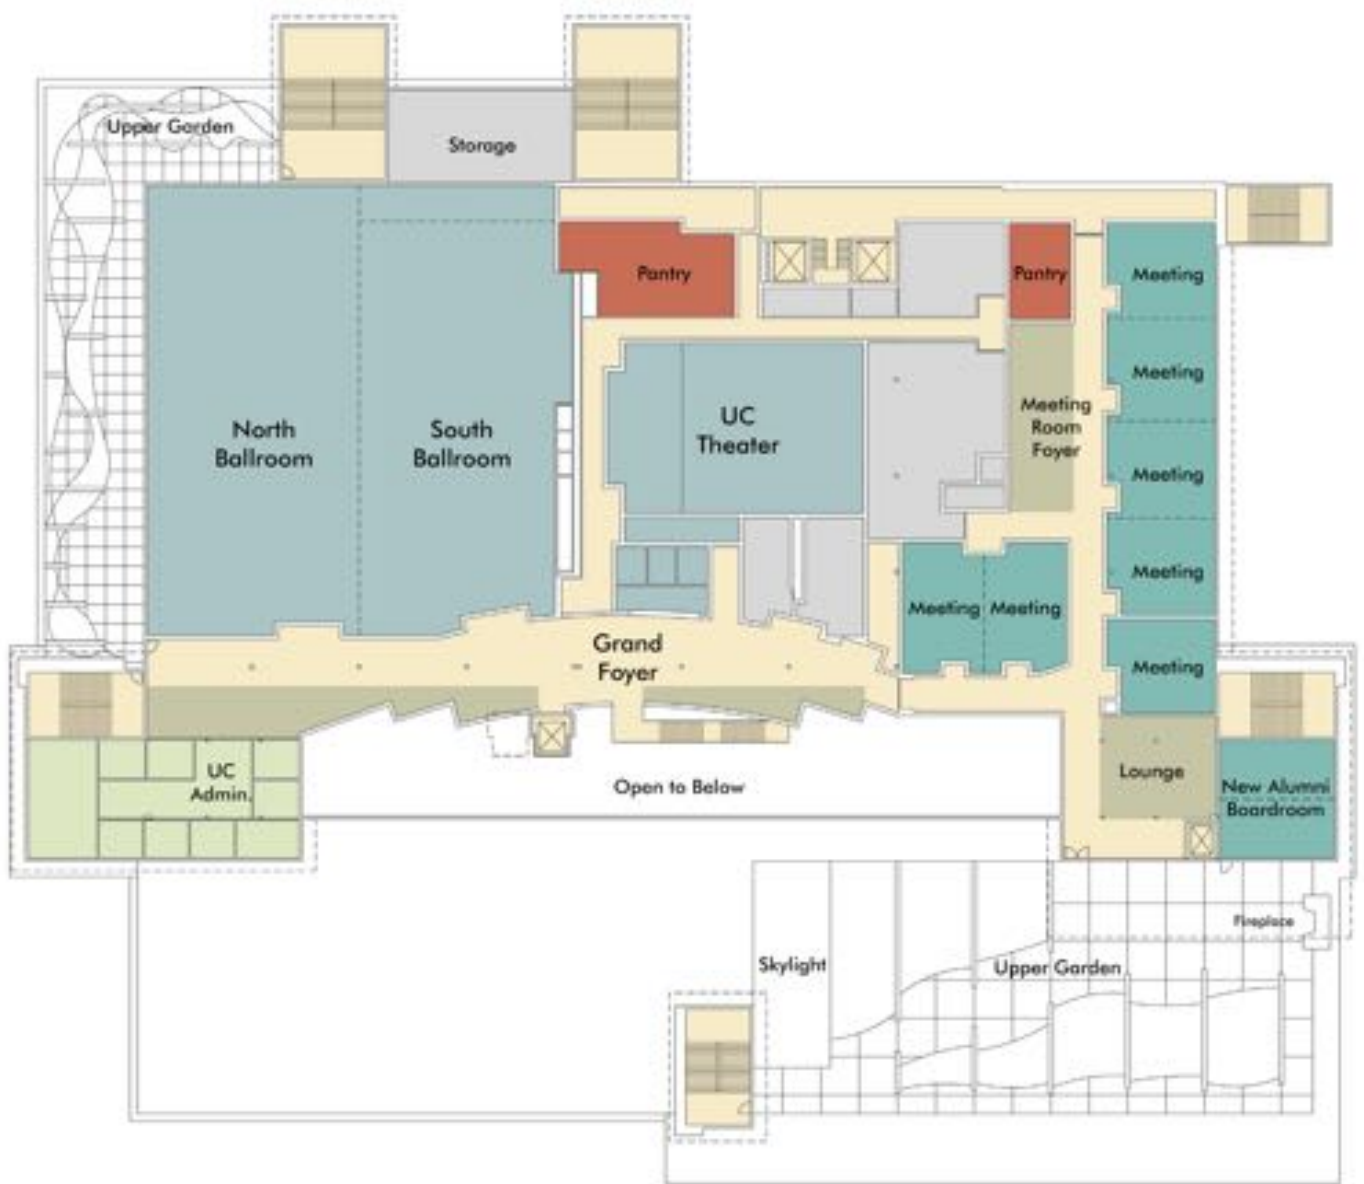 Upper Garden
Storage
Pantry
Pantry
Meeting
Meeting
Meeting
Room
Foyer
North
Ballroom
South
Ballroom
UC
Theater
Meeting
Meeting
Meeting Meeting
Grand
Foyer
Meeting
UC
Admin.
Open to Below
Lounge
New Alumni
Boardroom
Fireplace
Skylight
Upper Garden